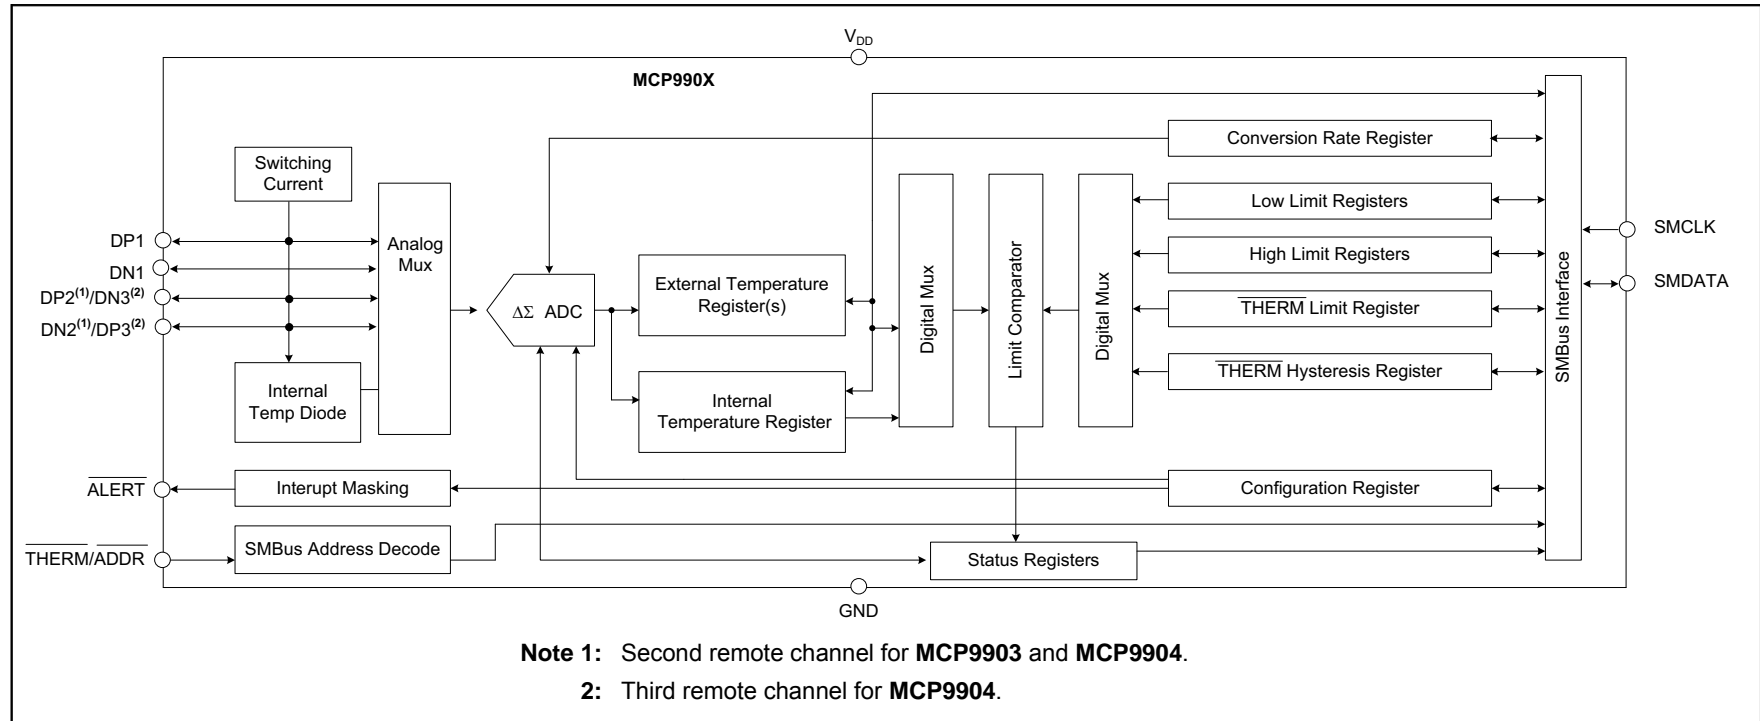 V_DD
MCP990X
Switching
Current
DP1
DN1
DP2(1)/DN3(2)
DN2(1)/DP3(2)
Analog
Mux
Internal
Temp Diode
ΔΣ ADC
External Temperature
Register(s)
Internal
Temperature Register
Digital Mux
Limit Comparator
Digital Mux
Conversion Rate Register
Low Limit Registers
High Limit Registers
THERM Limit Register
THERM Hysteresis Register
SMBus Interface
SMCLK
SMDATA
ALERT
Interupt Masking
Configuration Register
THERM/ADDR
SMBus Address Decode
Status Registers
GND
Note 1: Second remote channel for MCP9903 and MCP9904.
2: Third remote channel for MCP9904.